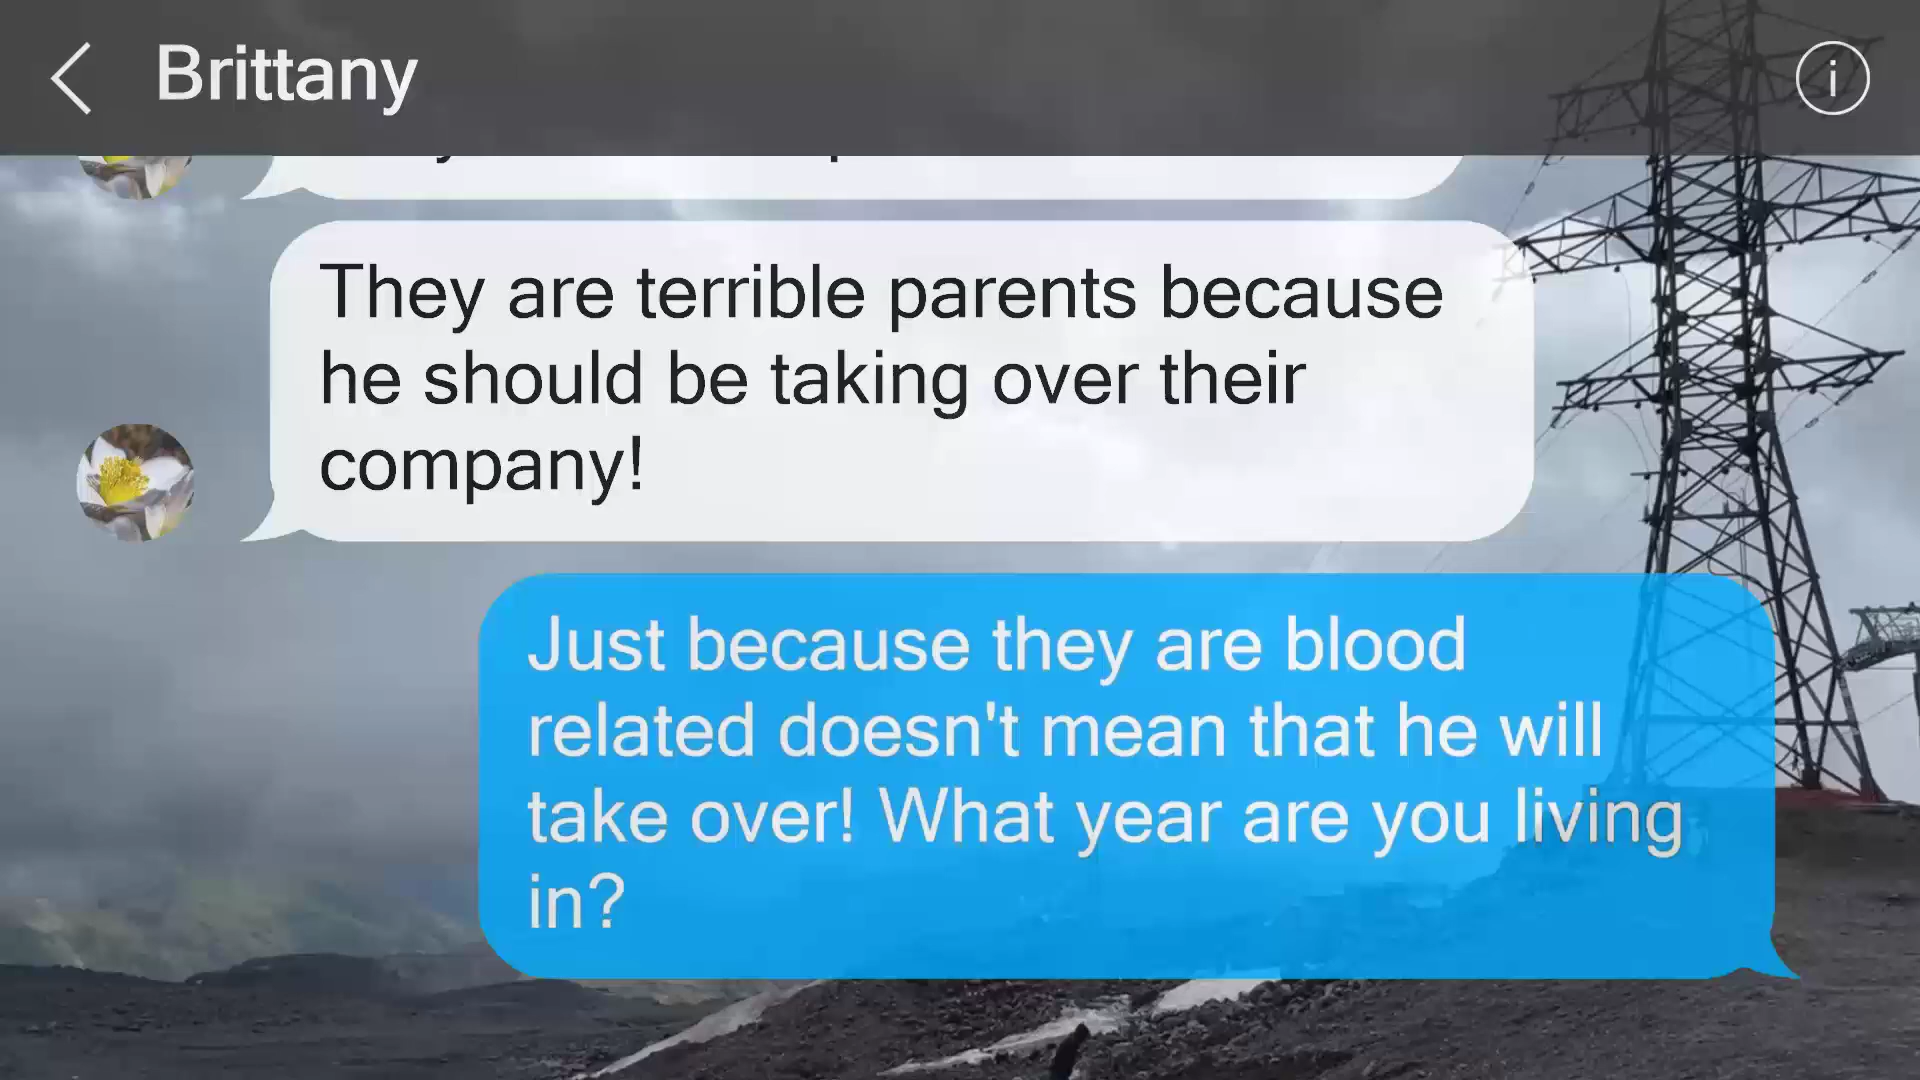 Brittany
They are terrible parents because
he should be taking over their
company!
Just because they are blood
related doesn't mean that he will
take over! What year are you living
in?